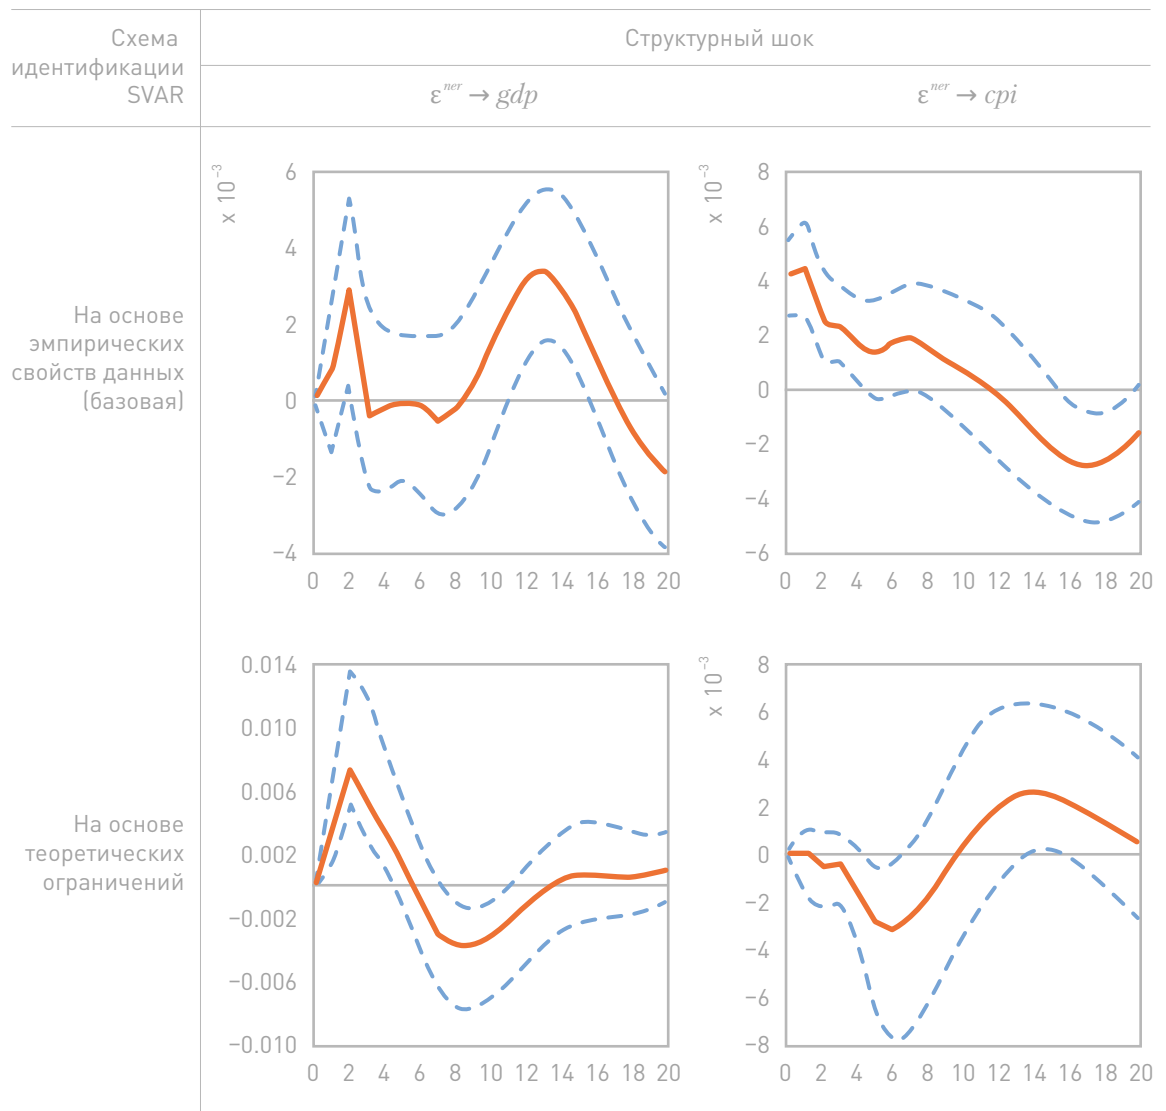 Схема
идентификации
SVAR
Структурный шок
ε^ner → gdp
ε^ner → cpi
На основе
эмпирических
свойств данных
(базовая)
x 10^−3
6
4
2
0
−2
−4
0 2 4 6 8 10 12 14 16 18 20
x 10^−3
8
6
4
2
0
−2
−4
−6
0 2 4 6 8 10 12 14 16 18 20
На основе
теоретических
ограничений
0.014
0.010
0.006
0.002
−0.002
−0.006
−0.010
0 2 4 6 8 10 12 14 16 18 20
x 10^−3
8
6
4
2
0
−2
−4
−6
−8
0 2 4 6 8 10 12 14 16 18 20